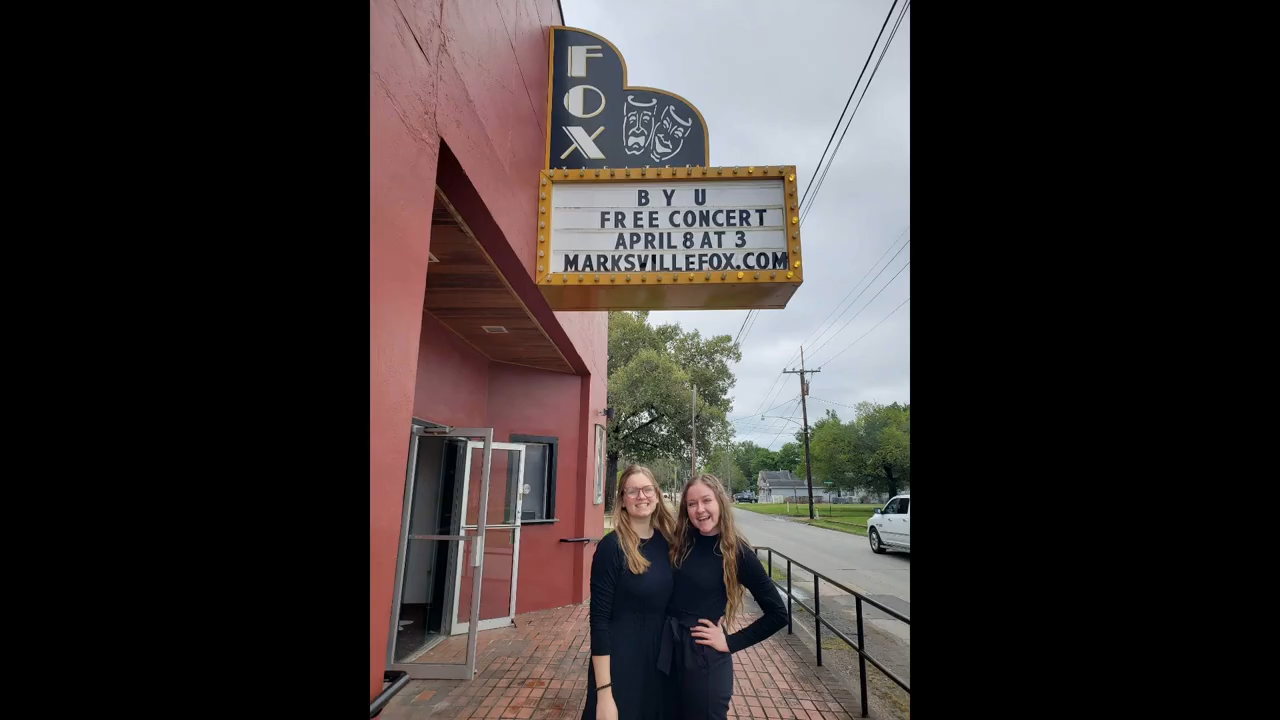 FOX
BYU
FREE CONCERT
APRIL 8 AT 3
MARKSVILLEFOX.COM